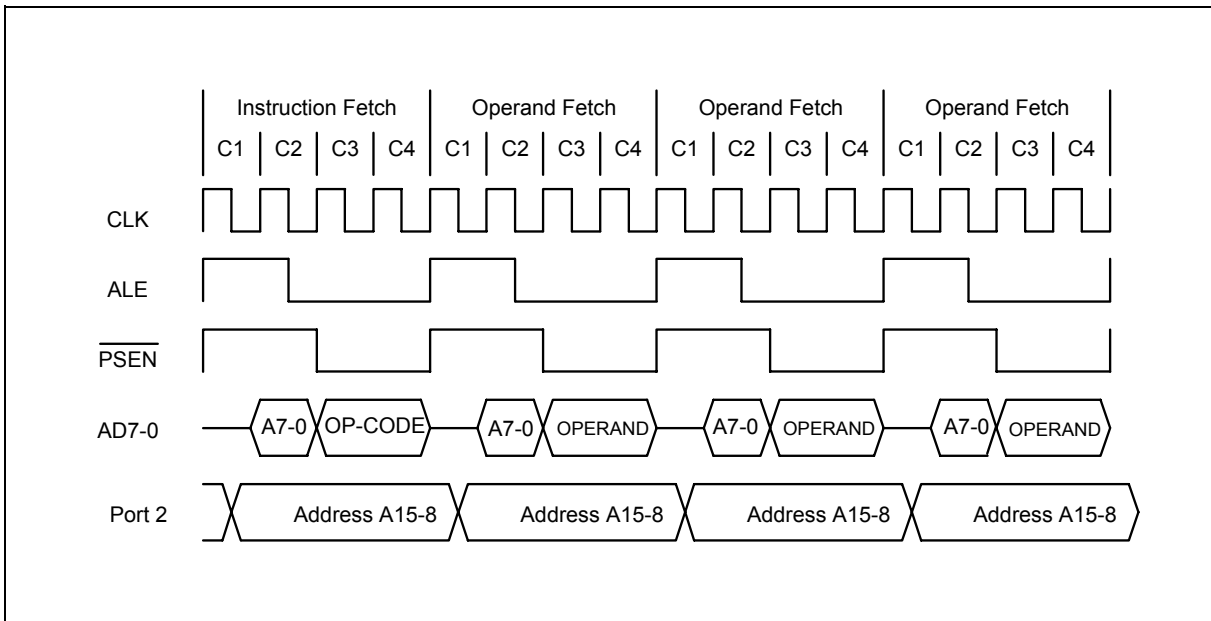 Instruction Fetch Operand Fetch Operand Fetch Operand Fetch
C1 C2 C3 C4 C1 C2 C3 C4 C1 C2 C3 C4 C1 C2 C3 C4
CLK
ALE
PSEN
AD7-0 A7-0 OP-CODE A7-0 OPERAND A7-0 OPERAND A7-0 OPERAND
Port 2 Address A15-8 Address A15-8 Address A15-8 Address A15-8